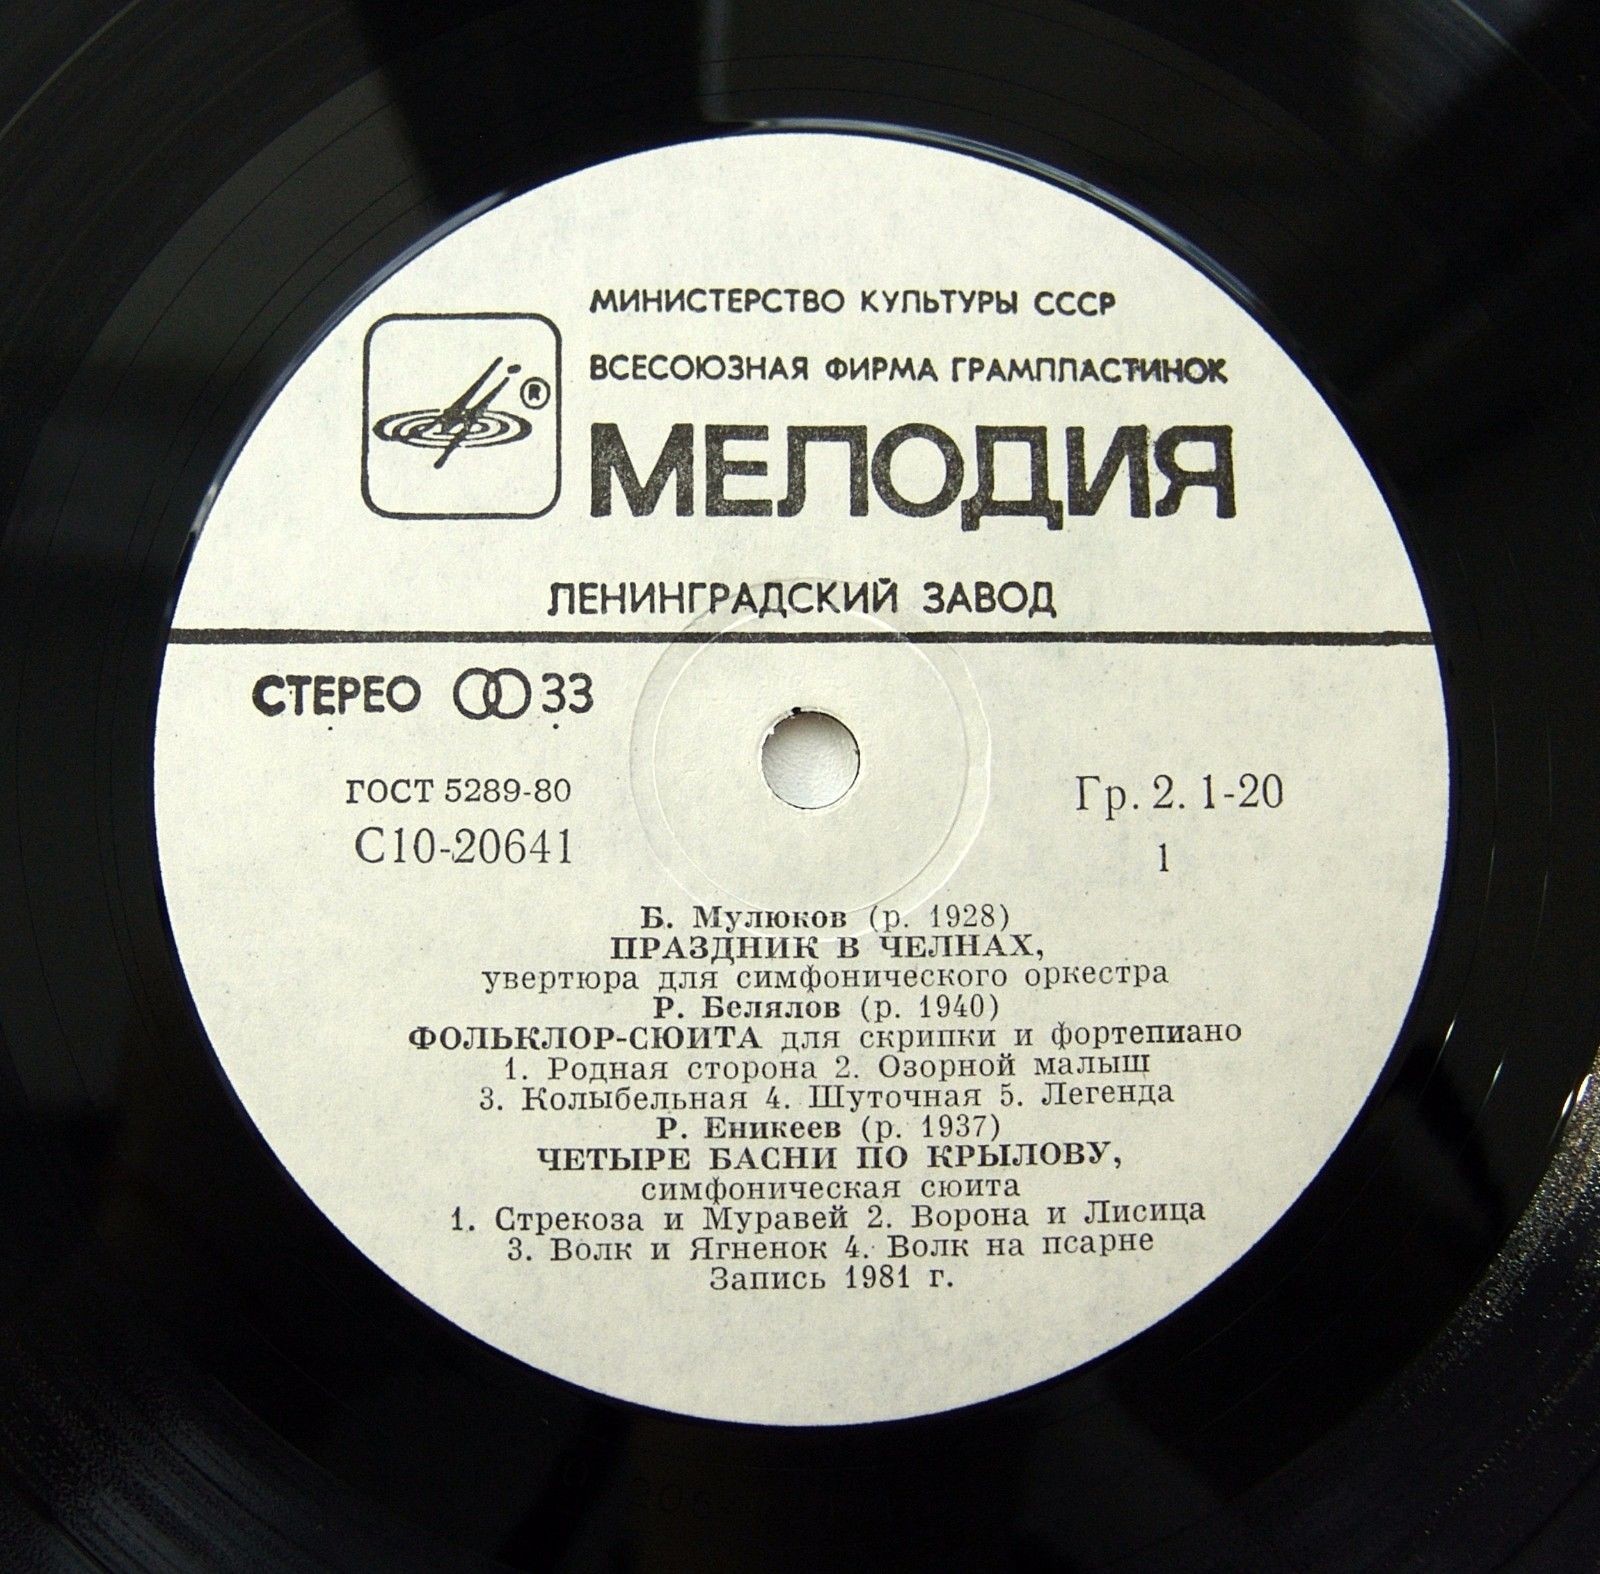 МИНИСТЕРСТВО КУЛЬТУРЫ СССР
ВСЕСОЮЗНАЯ ФИРМА ГРАМПЛАСТИНОК
®
МЕЛОДИЯ
ЛЕНИНГРАДСКИЙ ЗАВОД
СТЕРЕО 33
ГОСТ 5289-80
Гр. 2. 1-20
С10-20641
1
Б. Мулюков (р. 1928)
ПРАЗДНИК В ЧЕЛНАХ,
увертюра для симфонического оркестра
Р. Белялов (р. 1940)
ФОЛЬКЛОР-СЮИТА для скрипки и фортепиано
1. Родная сторона 2. Озорной малыш
3. Колыбельная 4. Шуточная 5. Легенда
Р. Еникеев (р. 1937)
ЧЕТЫРЕ БАСНИ ПО КРЫЛОВУ,
симфоническая сюита
1. Стрекоза и Муравей 2. Ворона и Лисица
3. Волк и Ягненок 4. Волк на псарне
Запись 1981 г.